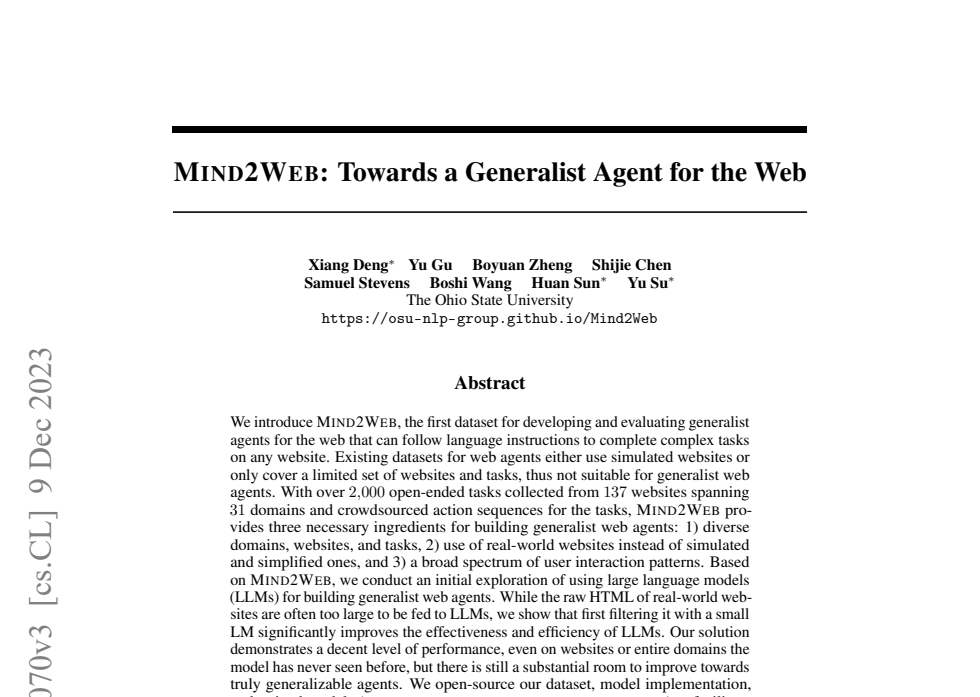 MIND2WEB: Towards a Generalist Agent for the Web
Xiang Deng* Yu Gu Boyuan Zheng Shijie Chen
Samuel Stevens Boshi Wang Huan Sun* Yu Su*
The Ohio State University
https://osu-nlp-group.github.io/Mind2Web
Abstract
We introduce MIND2WEB, the first dataset for developing and evaluating generalist
agents for the web that can follow language instructions to complete complex tasks
on any website. Existing datasets for web agents either use simulated websites or
only cover a limited set of websites and tasks, thus not suitable for generalist web
agents. With over 2,000 open-ended tasks collected from 137 websites spanning
31 domains and crowdsourced action sequences for the tasks, MIND2WEB pro-
vides three necessary ingredients for building generalist web agents: 1) diverse
domains, websites, and tasks, 2) use of real-world websites instead of simulated
and simplified ones, and 3) a broad spectrum of user interaction patterns. Based
on MIND2WEB, we conduct an initial exploration of using large language models
(LLMs) for building generalist web agents. While the raw HTML of real-world web-
sites are often too large to be fed to LLMs, we show that first filtering it with a small
LM significantly improves the effectiveness and efficiency of LLMs. Our solution
demonstrates a decent level of performance, even on websites or entire domains the
model has never seen before, but there is still a substantial room to improve towards
truly generalizable agents. We open-source our dataset, model implementation,
070v3 [cs.CL] 9 Dec 2023